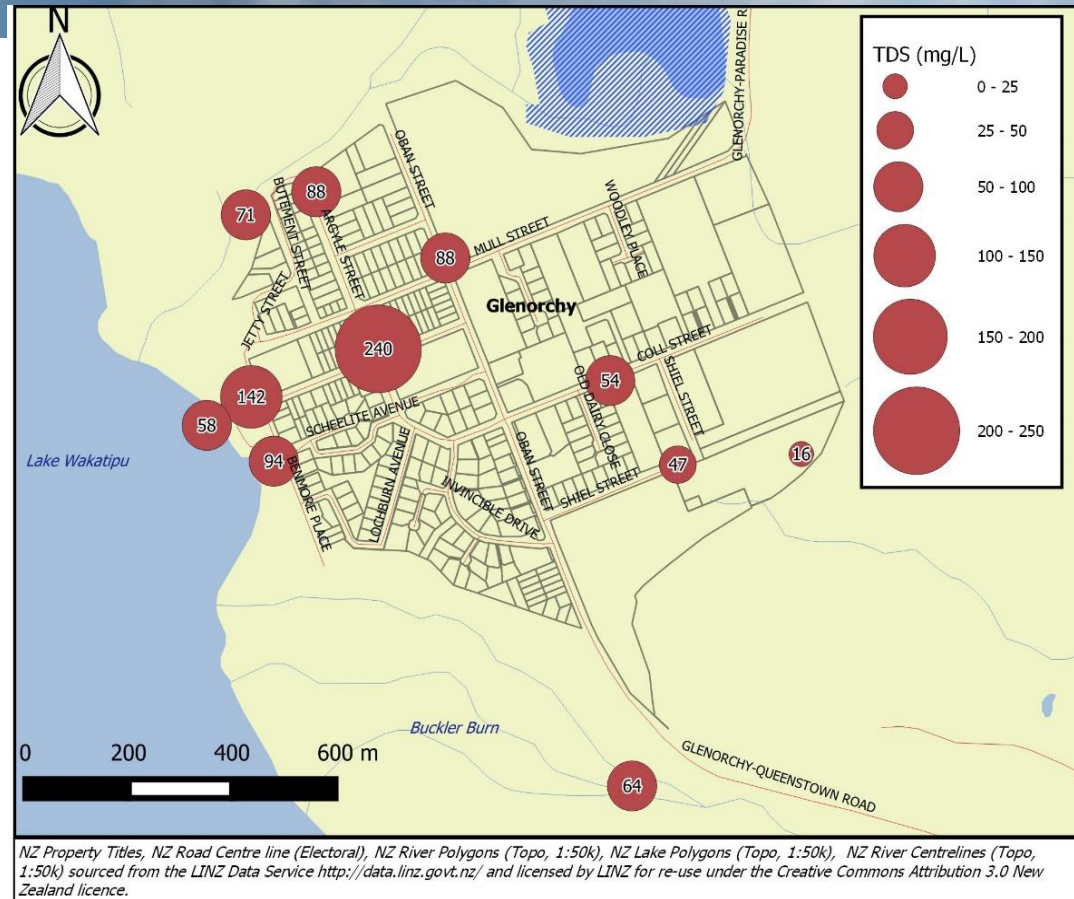 N
TDS (mg/L)
0 - 25
25 - 50
50 - 100
100 - 150
150 - 200
200 - 250
GLENORCHY-PARADISE R
OBAN STREET
BUTEMENT STREET
88
ARGYLE STREET
71
WOODLEY PLACE
MULL STREET
88
Glenorchy
JETTY STREET
240
COLL STREET
SHIEL STREET
54
OLD DAIRY CLOSE
142
58
SCHEELITE AVENUE
94
BENMORE PLACE
LOCHBURN AVENUE
OBAN STREET
INVINCIBLE DRIVE
SHIEL STREET
47
16
Lake Wakatipu
Buckler Burn
0 200 400 600 m
64
GLENORCHY-QUEENSTOWN ROAD
NZ Property Titles, NZ Road Centre line (Electoral), NZ River Polygons (Topo, 1:50k), NZ Lake Polygons (Topo, 1:50k), NZ River Centrelines (Topo,
1:50k) sourced from the LINZ Data Service http://data.linz.govt.nz/ and licensed by LINZ for re-use under the Creative Commons Attribution 3.0 New
Zealand licence.